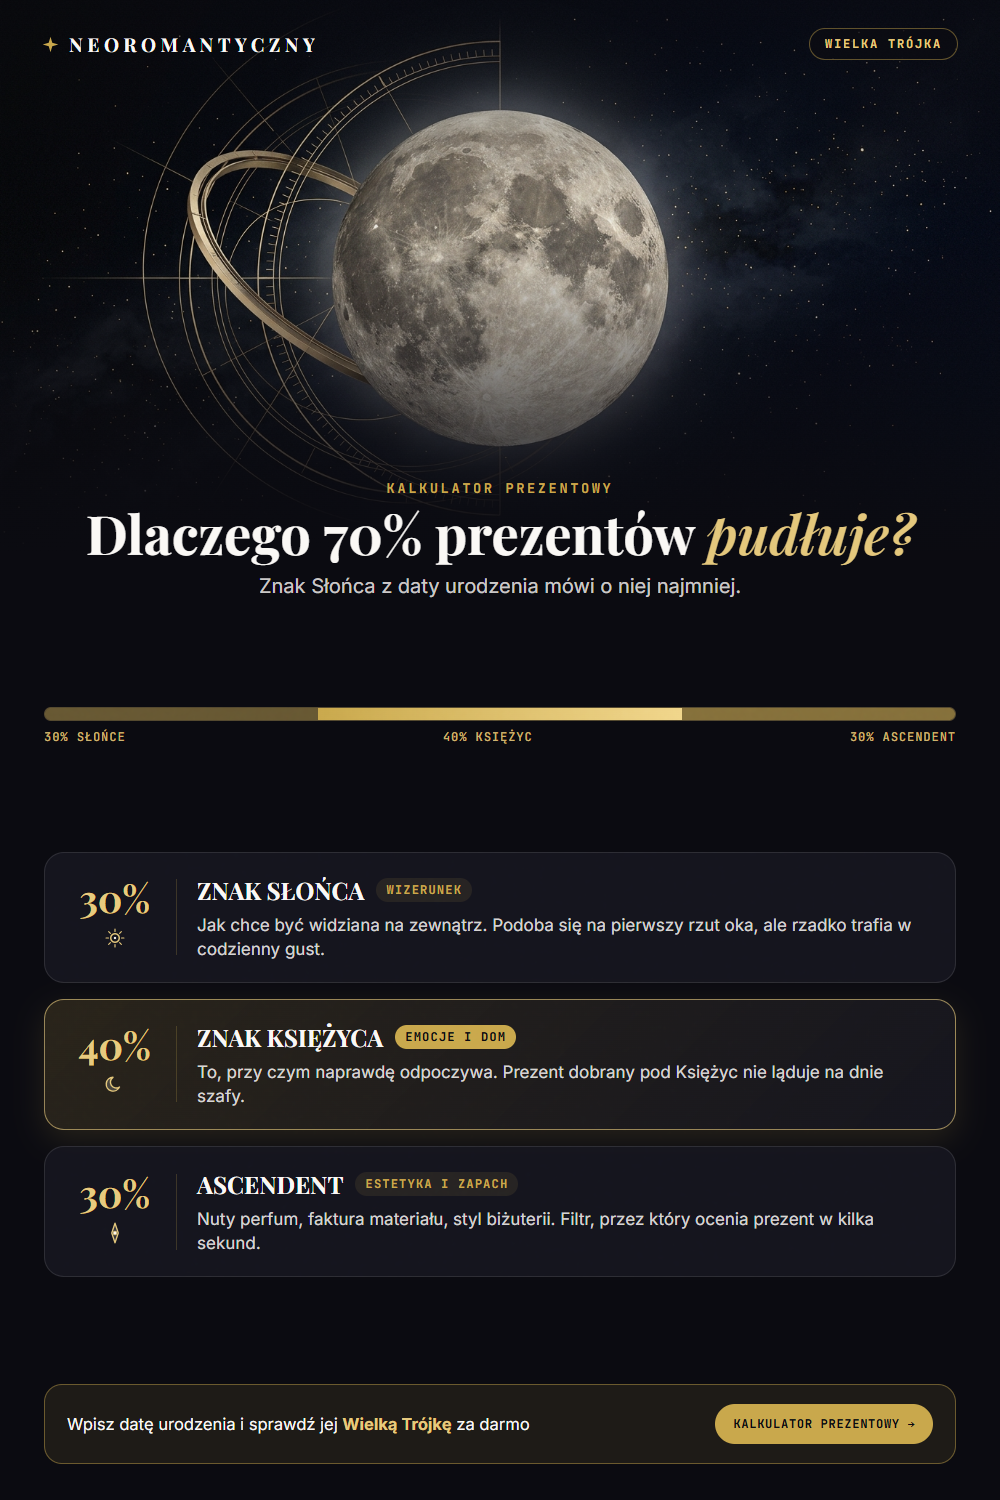 NEOROMANTYCZNY
WIELKA TRÓJKA
KALKULATOR PREZENTOWY
Dlaczego 70% prezentów pudłuje?
Znak Słońca z daty urodzenia mówi o niej najmniej.
30% SŁOŃCE
40% KSIĘŻYC
30% ASCENDENT
30%
ZNAK SŁOŃCA
WIZERUNEK
Jak chce być widziana na zewnątrz. Podoba się na pierwszy rzut oka, ale rzadko trafia w
codzienny gust.
40%
ZNAK KSIĘŻYCA
EMOCJE I DOM
To, przy czym naprawdę odpoczywa. Prezent dobrany pod Księżyc nie ląduje na dnie
szafy.
30%
ASCENDENT
ESTETYKA I ZAPACH
Nuty perfum, faktura materiału, styl biżuterii. Filtr, przez który ocenia prezent w kilka
sekund.
Wpisz datę urodzenia i sprawdź jej Wielką Trójkę za darmo
KALKULATOR PREZENTOWY →